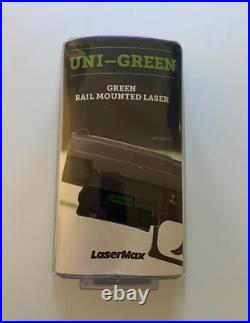 UNI-GREEN
GREEN
RAIL MOUNTED LASER
LaserMax